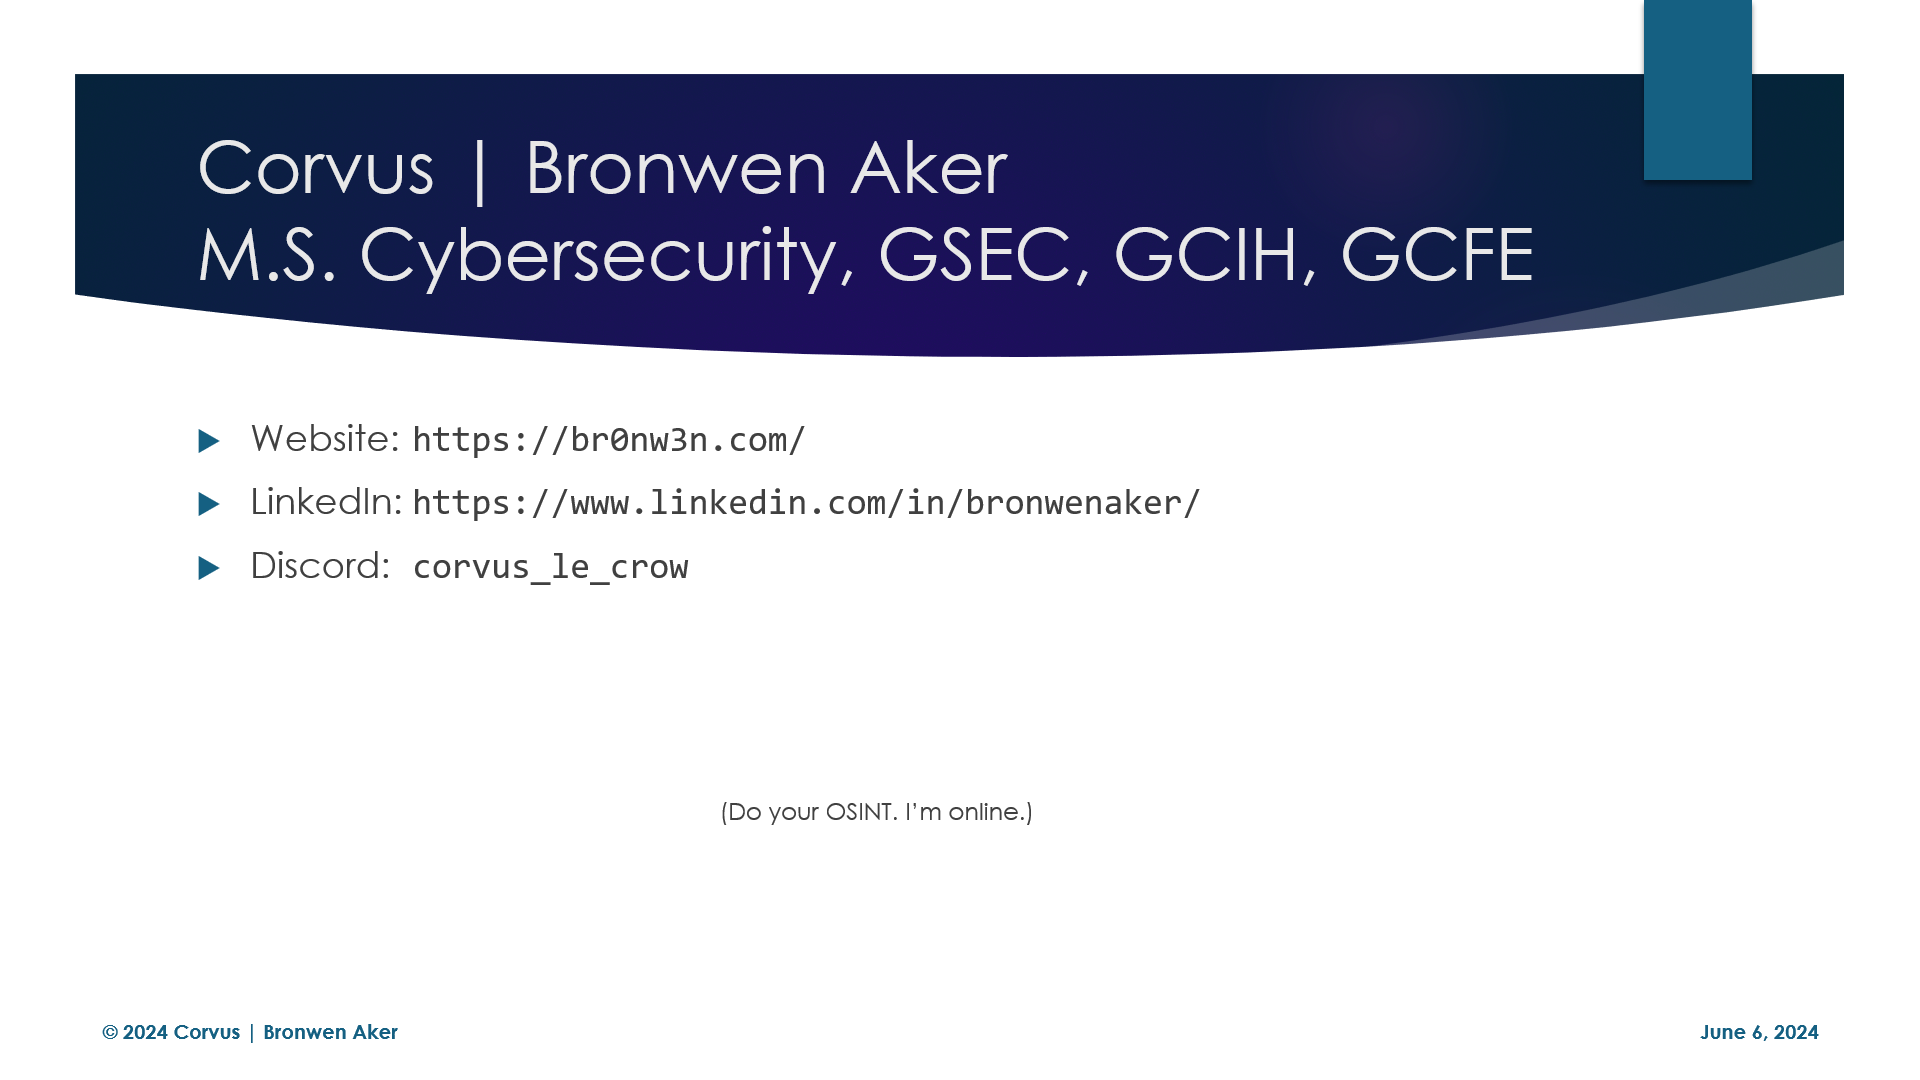 Corvus | Bronwen Aker
M.S. Cybersecurity, GSEC, GCIH, GCFE
Website: https://br0nw3n.com/
LinkedIn: https://www.linkedin.com/in/bronwenaker/
Discord: corvus_le_crow
(Do your OSINT. I’m online.)
© 2024 Corvus | Bronwen Aker
June 6, 2024